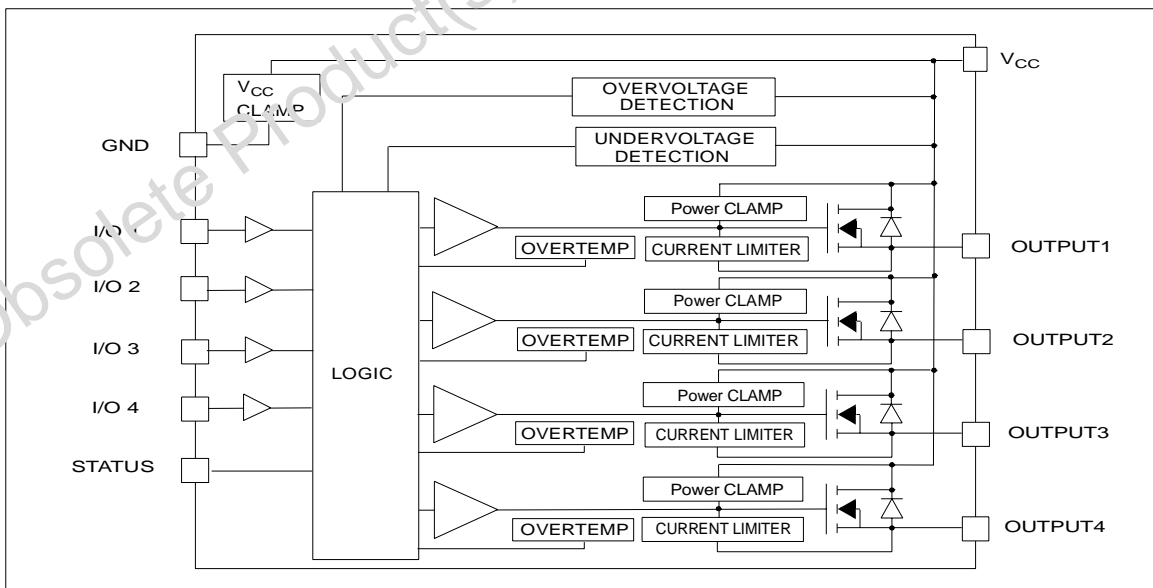 Obsolete Product(s)
VCC
VCC
CLAMP
OVERVOLTAGE
DETECTION
GND
UNDERVOLTAGE
DETECTION
I/O 1
Power CLAMP
OVERTEMP
CURRENT LIMITER
OUTPUT1
I/O 2
Power CLAMP
OVERTEMP
CURRENT LIMITER
OUTPUT2
I/O 3
LOGIC
Power CLAMP
I/O 4
OVERTEMP
CURRENT LIMITER
OUTPUT3
STATUS
Power CLAMP
OVERTEMP
CURRENT LIMITER
OUTPUT4